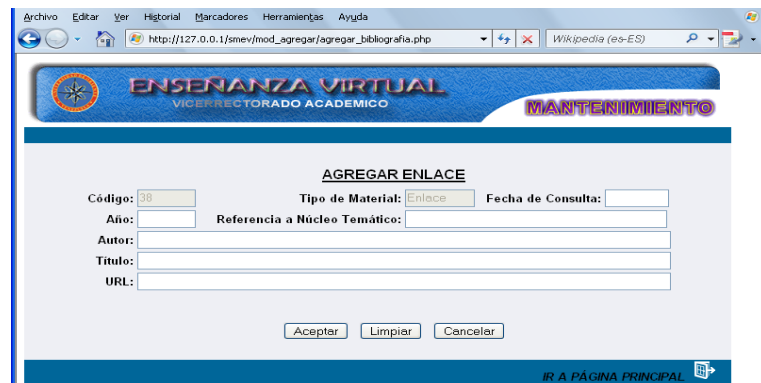 Archivo Editar Ver Historial Marcadores Herramientas Ayuda
http://127.0.0.1/smev/mod_agregar/agregar_bibliografia.php Wikipedia (es-ES)
ENSEÑANZA VIRTUAL
VICERRECTORADO ACADEMICO
MANTENIMIENTO
AGREGAR ENLACE
Código: 38 Tipo de Material: Enlace Fecha de Consulta:
Año: Referencia a Núcleo Temático:
Autor:
Título:
URL:
Aceptar Limpiar Cancelar
IR A PÁGINA PRINCIPAL